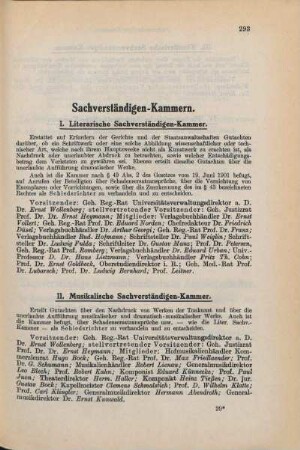 293
Sachverständigen-Kammern.
I. Literarische Sachverständigen-Kammer.
Erstattet auf Erfordern der Gerichte und der Staatsanwaltschaften Gutachten
darüber, ob ein Schriftwerk oder eine solche Abbildung wissenschaftlicher oder tech-
nischer Art, welche nach ihrem Hauptzwecke nicht als Kunstwerk zu erachten ist, als
Nachdruck oder unerlaubter Abdruck zu betrachten, sowie welcher Entschädigungs-
betrag dem Verletzten zu gewähren sei. Ebenso erteilt dieselbe Gutachten über die
unerlaubte Aufführung dramatischer Werke.
Auch ist die Kammer nach § 49 Abs. 2 des Gesetzes vom 19. Juni 1901 befugt,
auf Anrufen der Beteiligten über Schadensersatzansprüche, über die Vernichtung von
Exemplaren oder Vorrichtungen, sowie über die Zuerkennung des im § 43 bezeichneten
Rechtes als Schiedsrichter zu verhandeln und zu entscheiden.
Vorsitzender: Geh. Reg-Rat Universitätsverwaltungsdirektor a. D.
Dr. Ernst Wollenberg; stellvertretender Vorsitzender: Geh. Justizrat
Prof. Dr. Dr. Ernst Heymann; Mitglieder: Verlagbuchhändler Dr. Ernst
Vollert; Geh. Reg-Rat Prof. Dr. Eduard Norden; Chefredakteur Dr. Friedrich
Düsel; Verlagsbuchhändler Dr. Arthur Georgi; Geh. Reg-Rat Prof. Dr. Franz;
Verlagsbuchhändler Rud. Hofmann; Schriftsteller Dr. Paul Weiglin; Schrift-
steller Dr. Ludwig Fulda; Schriftsteller Dr. Gustav Manz; Prof. Dr. Petersen,
Geh. Reg-Rat Prof. Romberg; Verlagsbuchhändler Dr. Eduard Urban; Univ.-
Professor D. Dr. Hans Lietzmann; Verlagsbuchhändler Fritz Th. Cohn;
Prof. Dr. Ernst Goldbeck, Oberstudiendirektor i. R.; Geh. Med.-Rat Prof.
Dr. Lubarsch; Prof. Dr. Ludwig Bernhard; Prof. Leitner.
II. Musikalische Sachverständigen-Kammer.
Erteilt Gutachten über den Nachdruck von Werken der Tonkunst und über die
unerlaubte Aufführung musikalischer und dramatisch-musikalischer Werke. Auch ist
die Kammer befugt, über Schadensersatzansprüche usw. — wie die Liter. Sachv.-
Kammer — als Schiedsrichter zu verhandeln und zu entscheiden.
Vorsitzender: Geh. Reg-Rat Universitätsverwaltungsdirektor a. D.
Dr. Ernst Wollenberg; stellvertretender Vorsitzender: Geh. Justizrat
Prof. Dr. Dr. Ernst Heymann; Mitglieder: Hofmusikalienhändler Kom-
merzienrat Hugo Bock; Geh. Reg-Rat Prof. Dr. Max Friedlaender; Prof.
Dr. G. Schumann; Musikalienhändler Robert Lienau; Generalmusikdirektor
Leo Blech; Prof. Robert Kahn; Komponist Eduard Künneke; Prof. Paul
Juon; Theaterdirektor Herm. Haller; Komponist Heinz Tiessen; Dr. jur.
Gustav Bock; Kapellmeister Clemens Schmalstich; Prof. D. Wilhelm Klatte;
Prof. Carl Klingler; Generalmusikdirektor Hermann Abendroth; General-
musikdirektor Dr. Ernst Kunwald.
20*